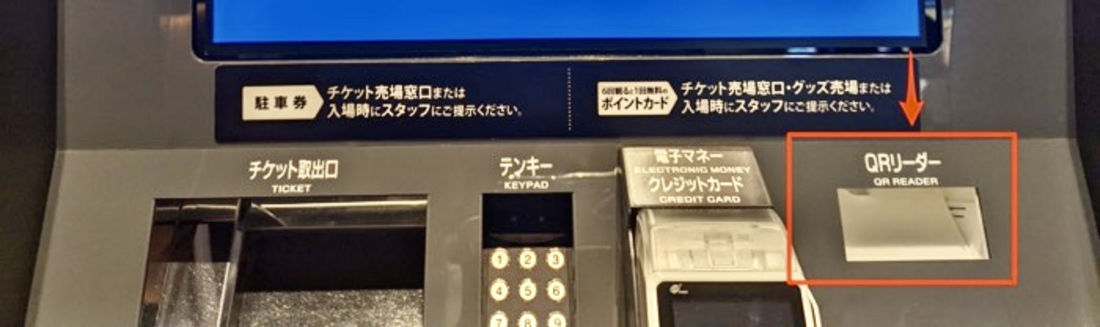 駐車券
チケット売場窓口または
入場時にスタッフにご提示ください。
6回観ると1回無料の
ポイントカード
チケット売場窓口・グッズ売場または
入場時にスタッフにご提示ください。
チケット取出口
TICKET
テンキー
KEYPAD
電子マネー
ELECTRONIC MONEY
クレジットカード
CREDIT CARD
QRリーダー
QR READER
1 2 3
4 5 6
7 8 9